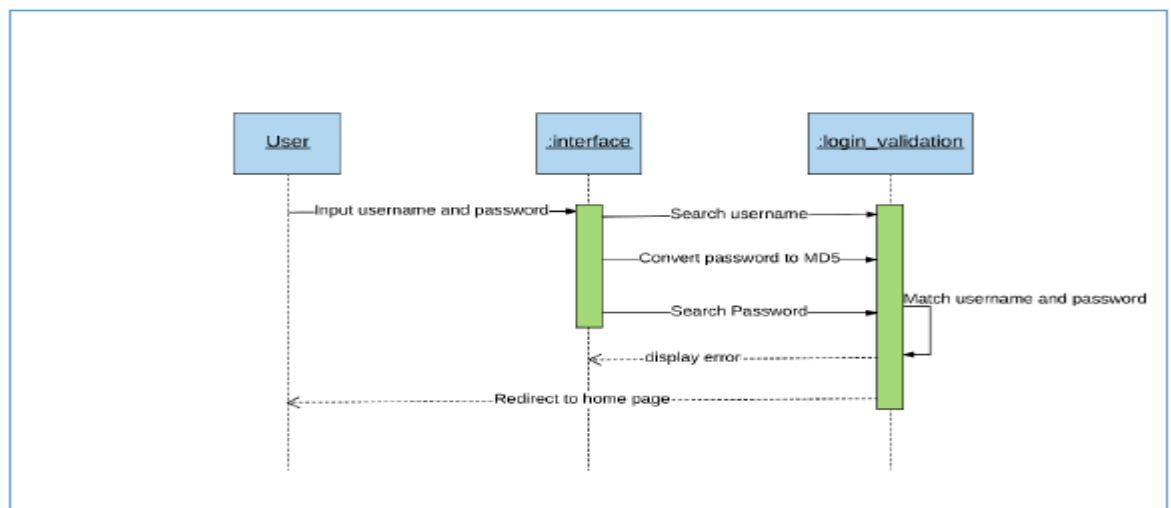 User
:interface
:login_validation
Input username and password
Search username
Convert password to MD5
Match username and password
Search Password
display error
Redirect to home page